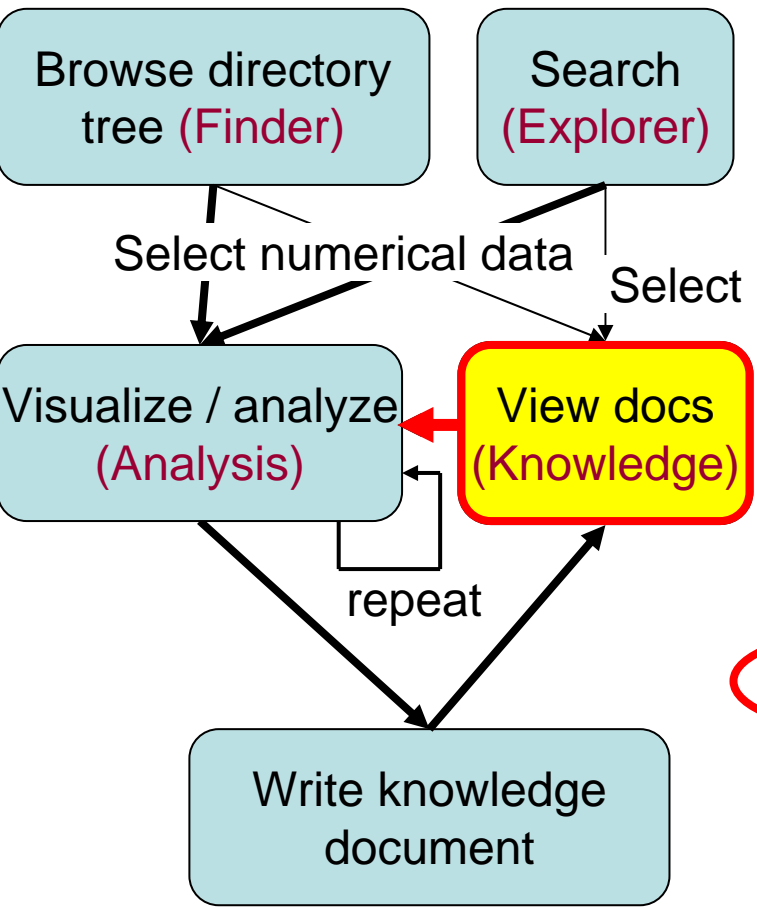 Browse directory
tree (Finder)
Search
(Explorer)
Select numerical data
Select
Visualize / analyze
(Analysis)
View docs
(Knowledge)
repeat
Write knowledge
document